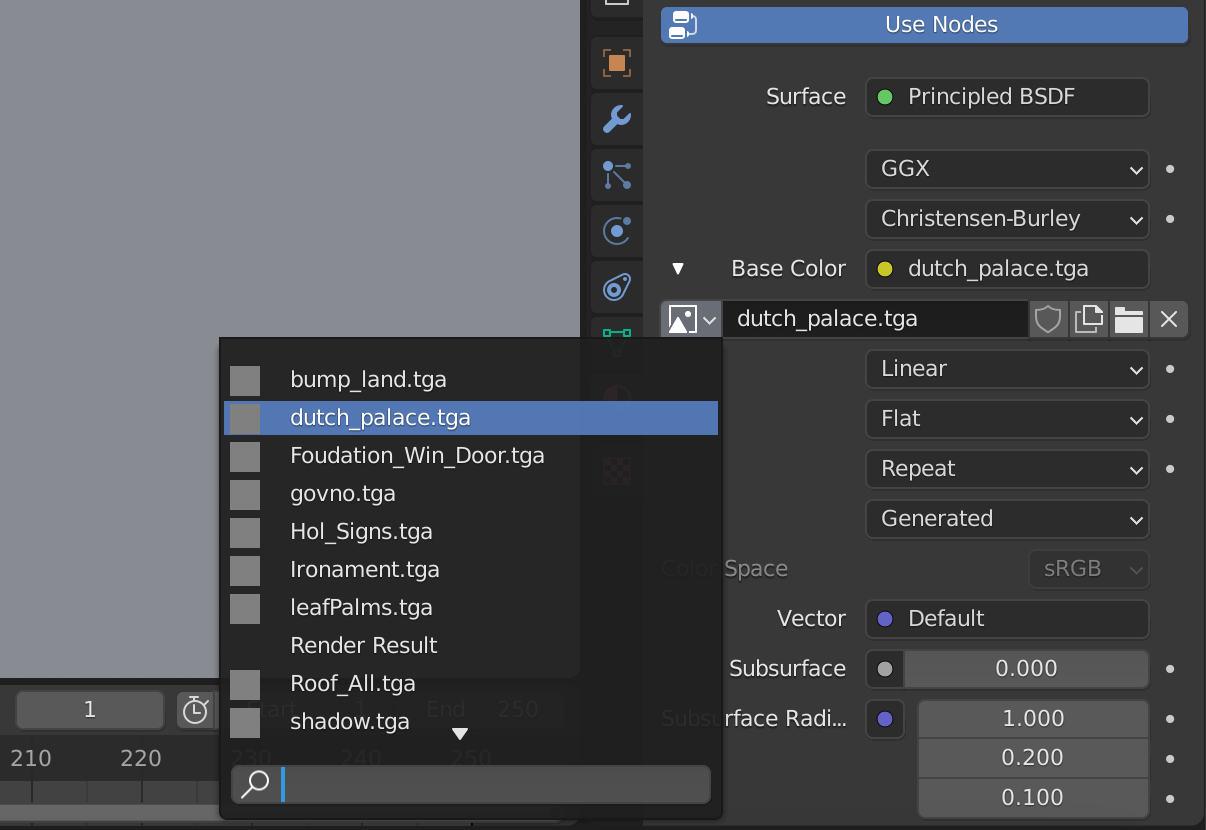 Use Nodes
Surface
Principled BSDF
GGX
Christensen-Burley
Base Color
dutch_palace.tga
dutch_palace.tga
Linear
Flat
Repeat
Generated
Color Space
sRGB
Vector
Default
Subsurface
0.000
Subsurface Radi...
1.000
0.200
0.100
bump_land.tga
dutch_palace.tga
Foudation_Win_Door.tga
govno.tga
Hol_Signs.tga
Ironament.tga
leafPalms.tga
Render Result
Roof_All.tga
shadow.tga
1
Start
1
End
250
210
220
230
240
250